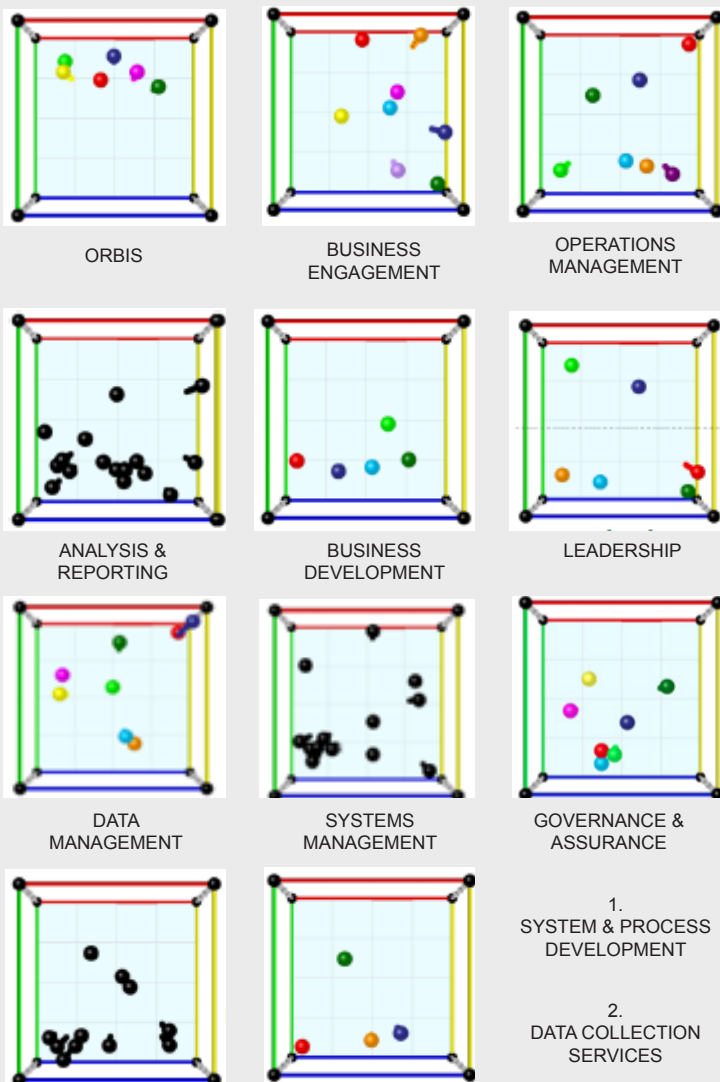 ORBIS
BUSINESS
ENGAGEMENT
OPERATIONS
MANAGEMENT
ANALYSIS &
REPORTING
BUSINESS
DEVELOPMENT
LEADERSHIP
DATA
MANAGEMENT
SYSTEMS
MANAGEMENT
GOVERNANCE &
ASSURANCE
1.
SYSTEM & PROCESS
DEVELOPMENT
2.
DATA COLLECTION
SERVICES